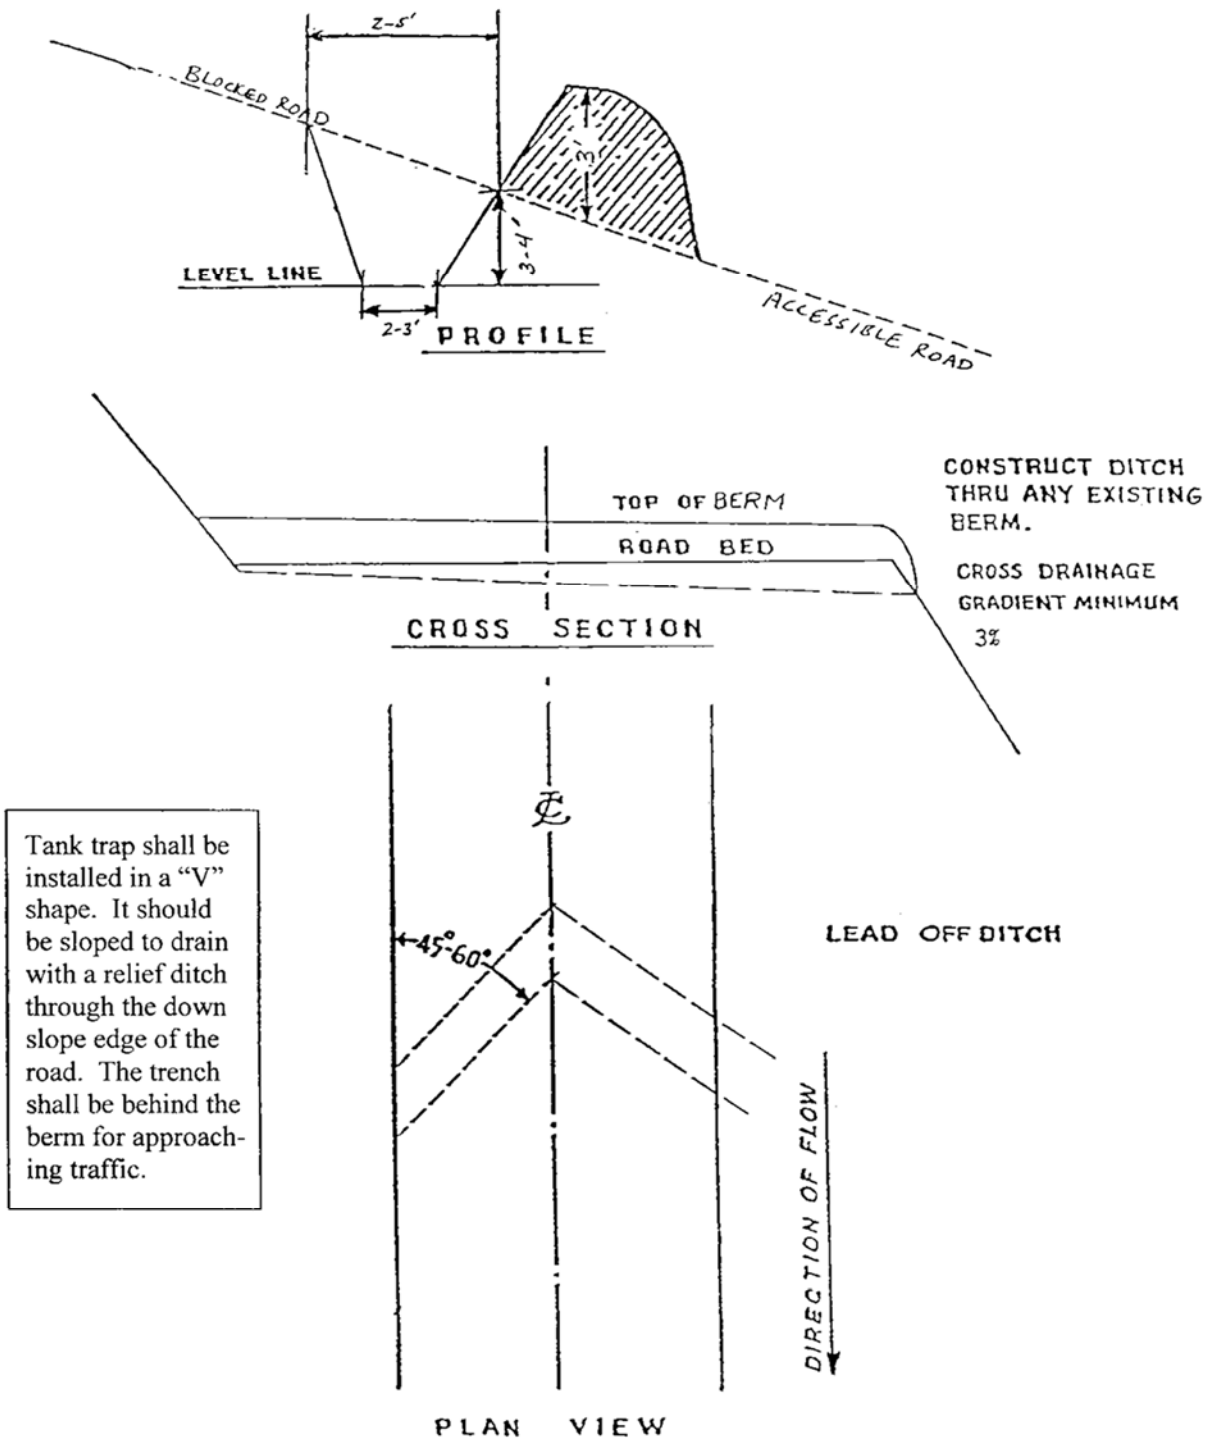 2-5'
BLOCKED ROAD
3'
3-4'
LEVEL LINE
2-3'
PROFILE
ACCESSIBLE ROAD
CONSTRUCT DITCH
THRU ANY EXISTING
BERM.
TOP OF BERM
ROAD BED
CROSS DRAINAGE
GRADIENT MINIMUM
3%
CROSS SECTION
℄
Tank trap shall be
installed in a “V”
shape. It should
be sloped to drain
with a relief ditch
through the down
slope edge of the
road. The trench
shall be behind the
berm for approach-
ing traffic.
45°-60°
LEAD OFF DITCH
DIRECTION OF FLOW
PLAN VIEW